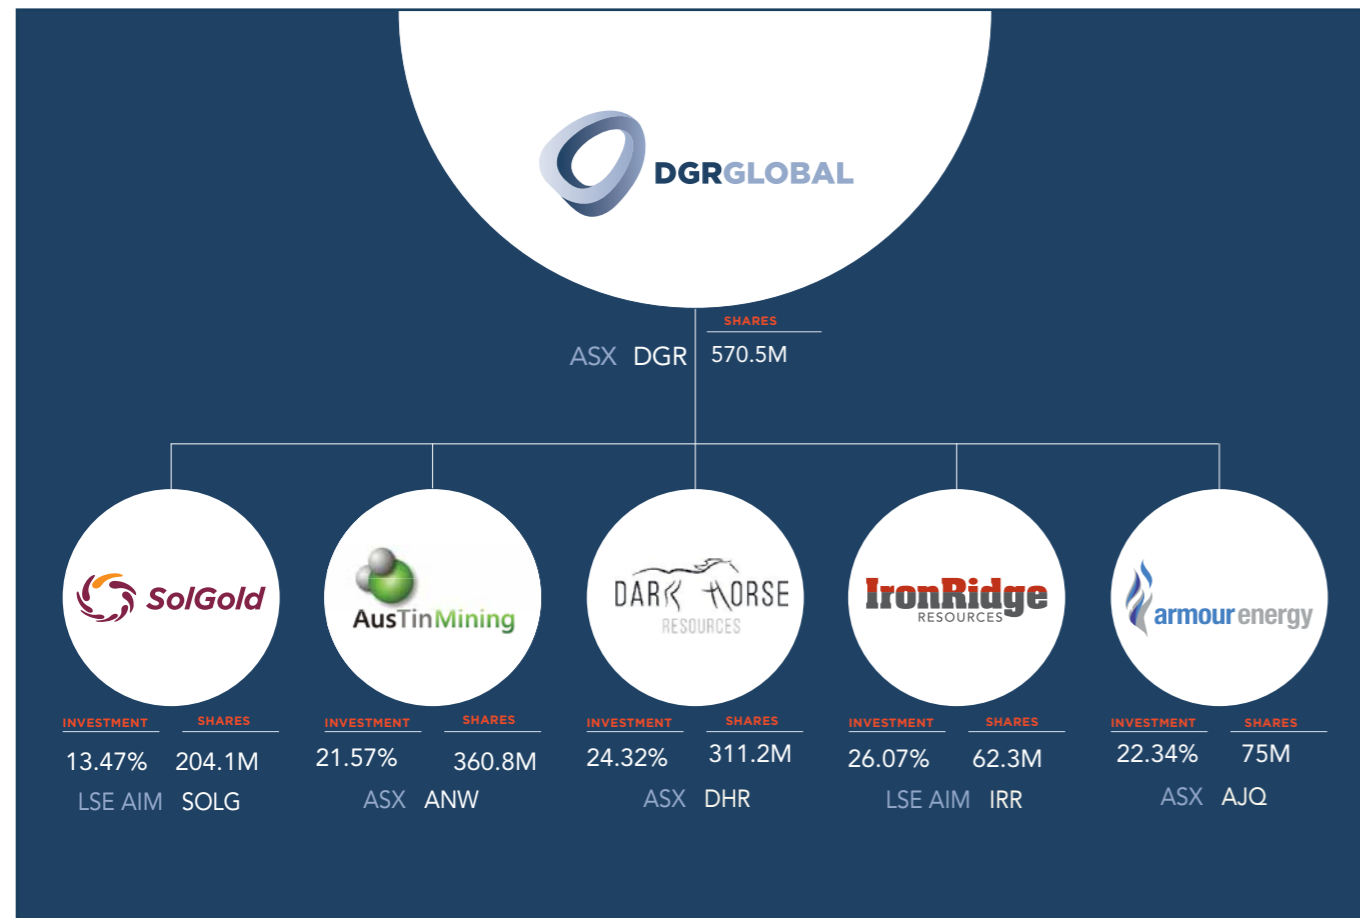 DGRGLOBAL
SHARES
ASX DGR 570.5M
SolGold
AusTinMining
DARK HORSE
RESOURCES
IronRidge
RESOURCES
armour energy
INVESTMENT SHARES
13.47% 204.1M
LSE AIM SOLG
INVESTMENT SHARES
21.57% 360.8M
ASX ANW
INVESTMENT SHARES
24.32% 311.2M
ASX DHR
INVESTMENT SHARES
26.07% 62.3M
LSE AIM IRR
INVESTMENT SHARES
22.34% 75M
ASX AJQ